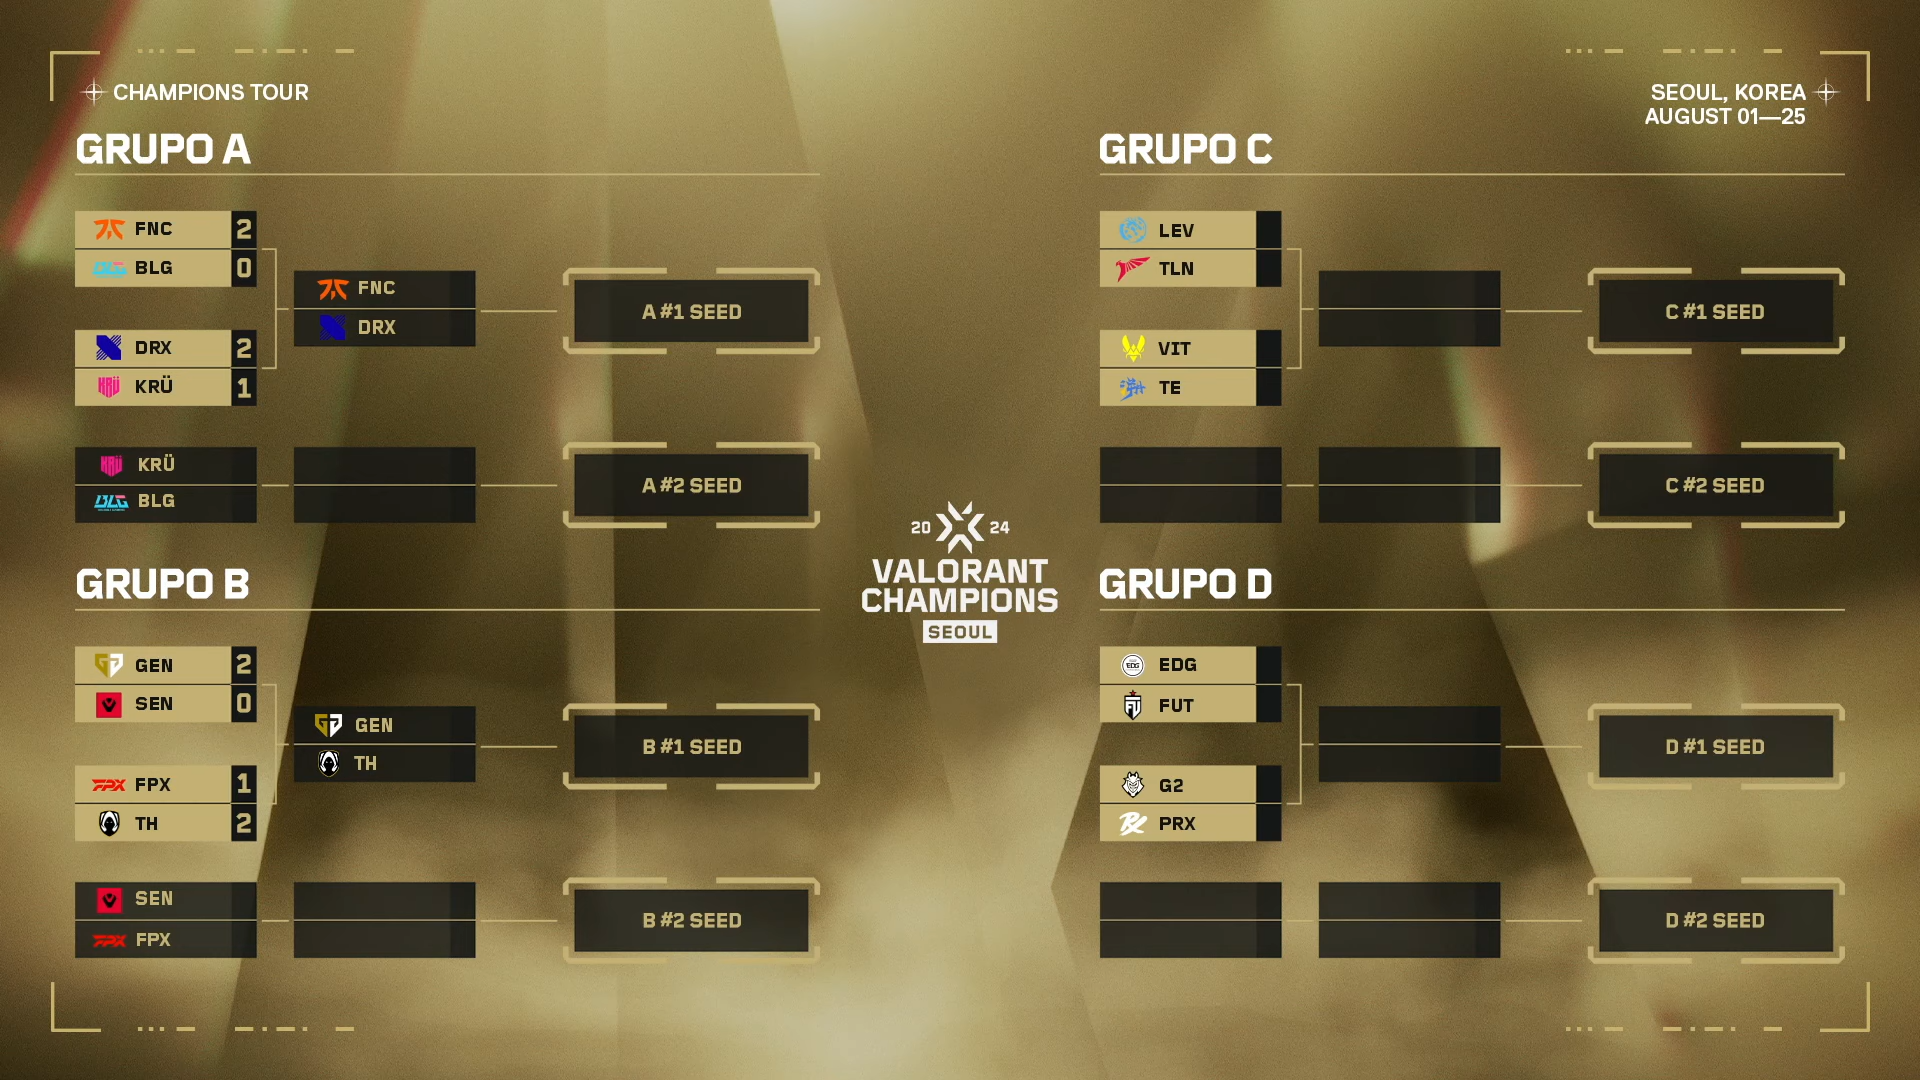 CHAMPIONS TOUR
SEOUL, KOREA
AUGUST 01—25
GRUPO A
FNC 2
BLG 0
DRX 2
KRÜ 1
FNC
DRX
A #1 SEED
KRÜ
BLG
A #2 SEED
GRUPO B
GEN 2
SEN 0
FPX 1
TH 2
GEN
TH
B #1 SEED
SEN
FPX
B #2 SEED
20 24
VALORANT
CHAMPIONS
SEOUL
GRUPO C
LEV
TLN
VIT
TE
C #1 SEED
C #2 SEED
GRUPO D
EDG
FUT
G2
PRX
D #1 SEED
D #2 SEED